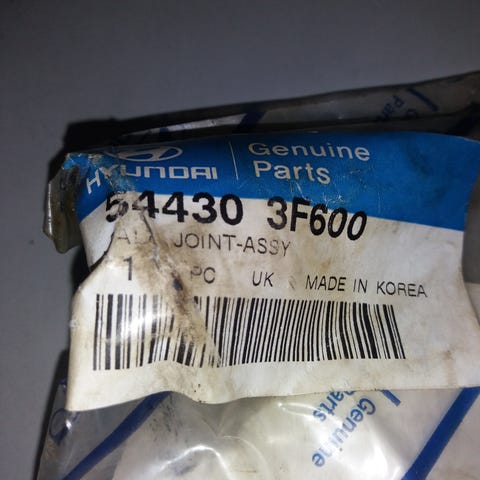 HYUNDAI
Genuine
Parts
54430 3F600
JOINT-ASSY
1 PC UK MADE IN KOREA
Genuine
Parts